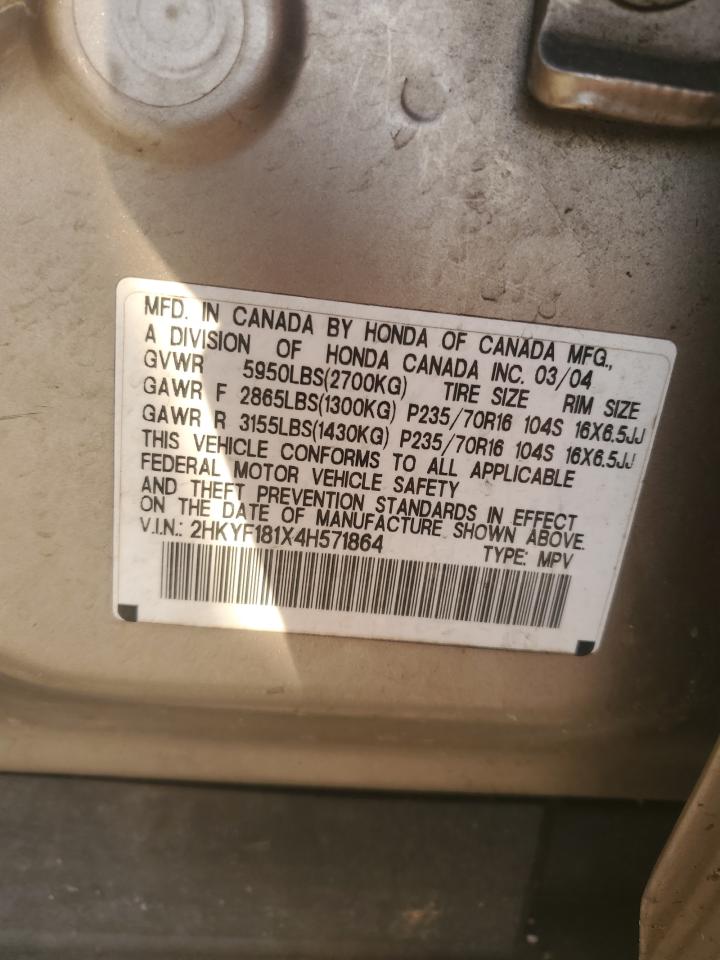 MFD. IN CANADA BY HONDA OF CANADA MFG.,
A DIVISION OF HONDA CANADA INC. 03/04
GVWR 5950LBS(2700KG) TIRE SIZE RIM SIZE
GAWR F 2865LBS(1300KG) P235/70R16 104S 16X6.5JJ
GAWR R 3155LBS(1430KG) P235/70R16 104S 16X6.5JJ
THIS VEHICLE CONFORMS TO ALL APPLICABLE
FEDERAL MOTOR VEHICLE SAFETY
AND THEFT PREVENTION STANDARDS IN EFFECT
ON THE DATE OF MANUFACTURE SHOWN ABOVE.
V.I.N.: 2HKYF181X4H571864 TYPE: MPV